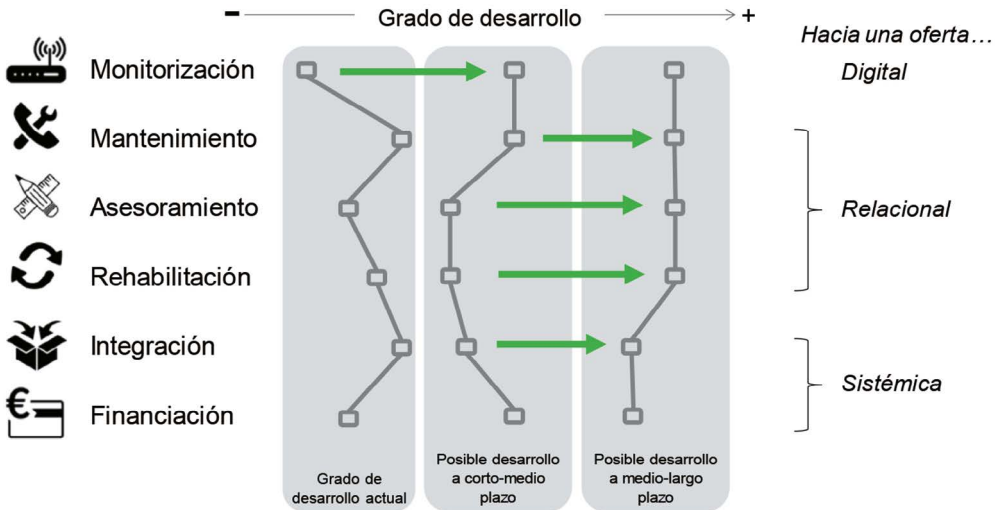 - Grado de desarrollo +
Hacia una oferta…
Monitorización
Digital
Mantenimiento
Asesoramiento
Relacional
Rehabilitación
Integración
Sistémica
€ Financiación
Grado de
desarrollo actual
Posible desarrollo
a corto-medio
plazo
Posible desarrollo
a medio-largo
plazo